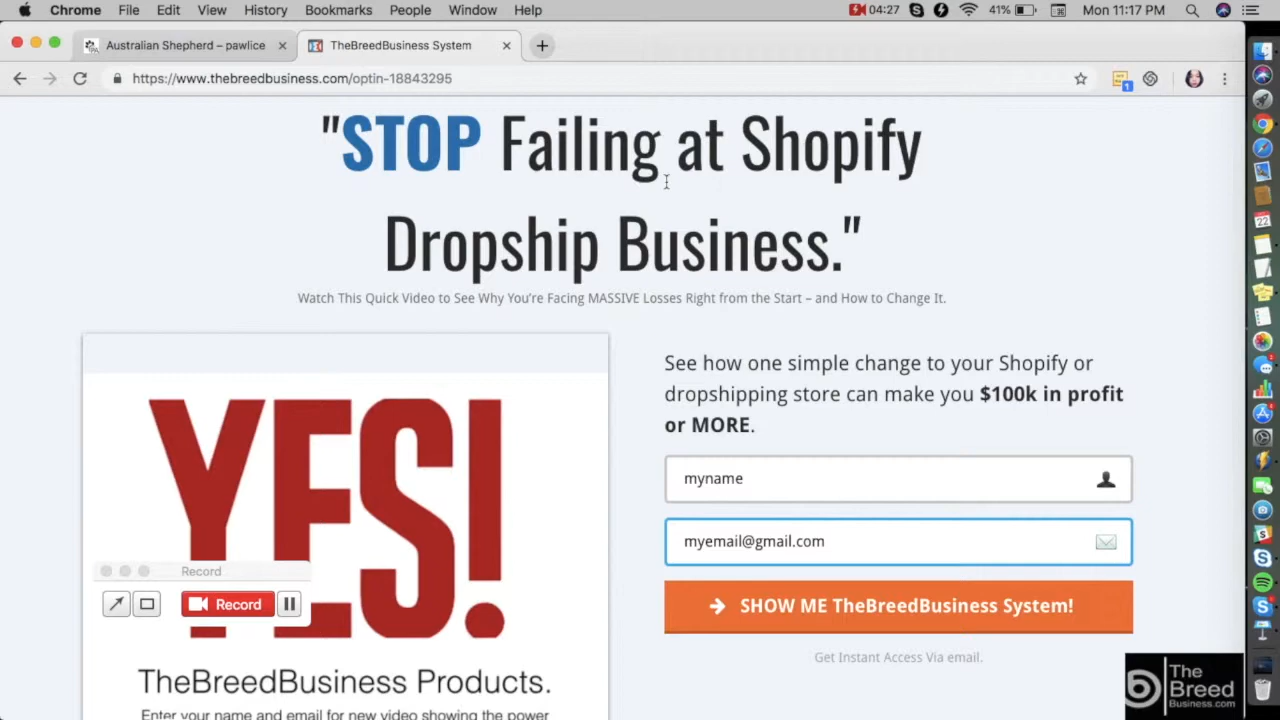 Chrome File Edit View History Bookmarks People Window Help 04:27 41% Mon 11:17 PM
Australian Shepherd – pawlice
TheBreedBusiness System
https://www.thebreedbusiness.com/optin-18843295
1
"STOP Failing at Shopify
Dropship Business."
Watch This Quick Video to See Why You're Facing MASSIVE Losses Right from the Start – and How to Change It.
YES!
Record
Record
TheBreedBusiness Products.
Enter your name and email for new video showing the power
See how one simple change to your Shopify or
dropshipping store can make you $100k in profit
or MORE.
myname
myemail@gmail.com
SHOW ME TheBreedBusiness System!
Get Instant Access Via email.
22
The
Breed
Business.com